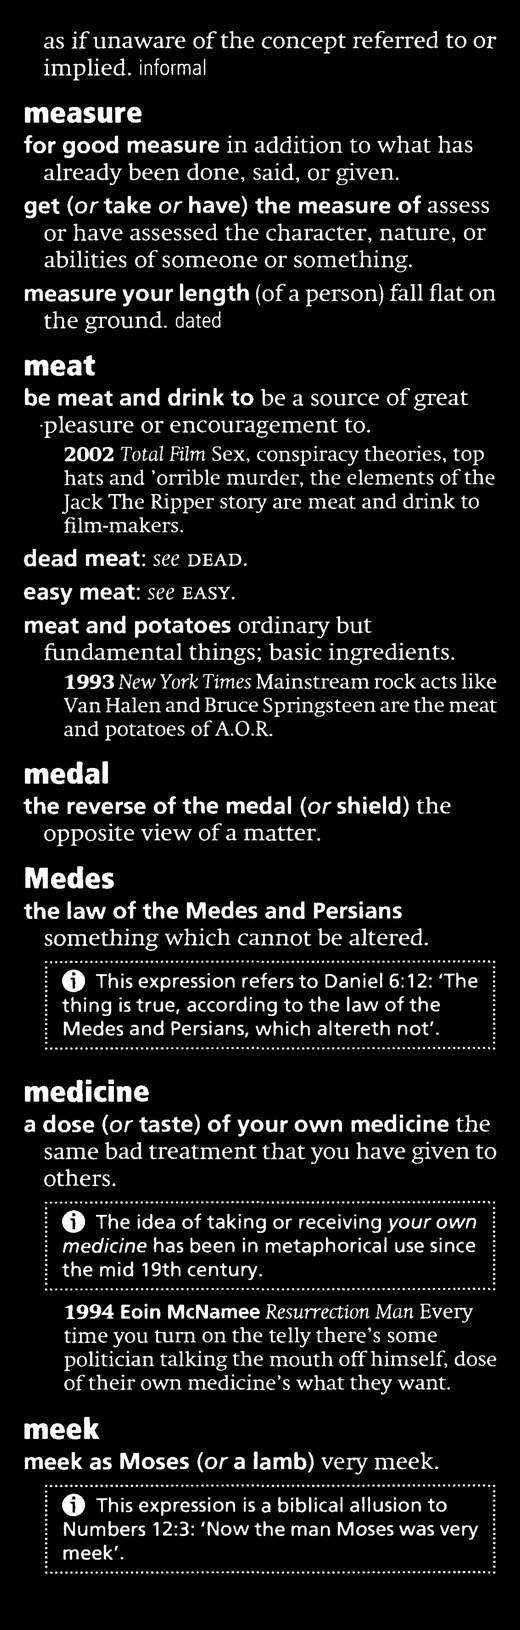 as if unaware of the concept referred to or
implied. informal
measure
for good measure in addition to what has
already been done, said, or given.
get (or take or have) the measure of assess
or have assessed the character, nature, or
abilities of someone or something.
measure your length (of a person) fall flat on
the ground. dated
meat
be meat and drink to be a source of great
pleasure or encouragement to.
2002 Total Film Sex, conspiracy theories, top
hats and 'orrible murder, the elements of the
Jack The Ripper story are meat and drink to
film-makers.
dead meat: see DEAD.
easy meat: see EASY.
meat and potatoes ordinary but
fundamental things; basic ingredients.
1993 New York Times Mainstream rock acts like
Van Halen and Bruce Springsteen are the meat
and potatoes of A.O.R.
medal
the reverse of the medal (or shield) the
opposite view of a matter.
Medes
the law of the Medes and Persians
something which cannot be altered.
i This expression refers to Daniel 6:12: 'The
thing is true, according to the law of the
Medes and Persians, which altereth not'.
medicine
a dose (or taste) of your own medicine the
same bad treatment that you have given to
others.
i The idea of taking or receiving your own
medicine has been in metaphorical use since
the mid 19th century.
1994 Eoin McNamee Resurrection Man Every
time you turn on the telly there's some
politician talking the mouth off himself, dose
of their own medicine's what they want.
meek
meek as Moses (or a lamb) very meek.
i This expression is a biblical allusion to
Numbers 12:3: 'Now the man Moses was very
meek'.